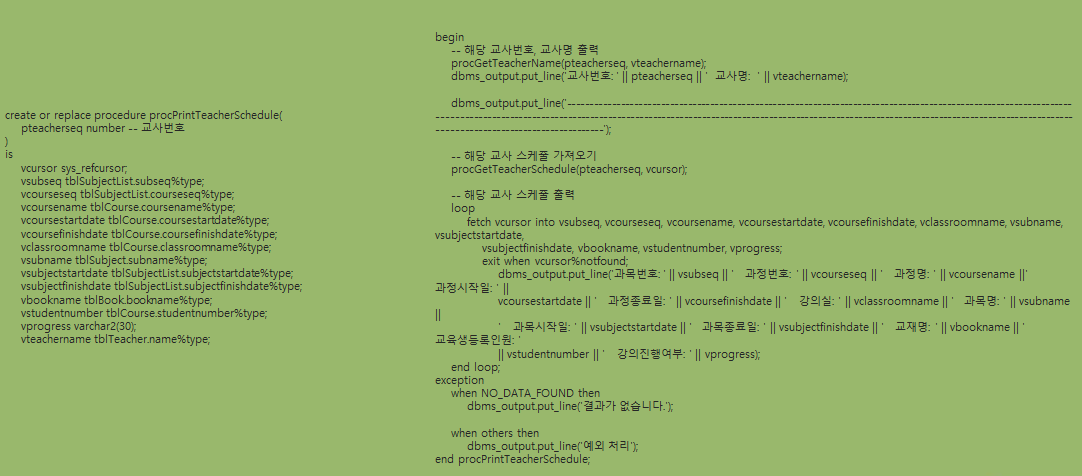 create or replace procedure procPrintTeacherSchedule(
pteacherseq number -- 교사번호
)
is
vcursor sys_refcursor;
vsubseq tblSubjectList.subseq%type;
vcourseseq tblSubjectList.courseseq%type;
vcoursename tblCourse.coursename%type;
vcoursestartdate tblCourse.coursestartdate%type;
vcoursefinishdate tblCourse.coursefinishdate%type;
vclassroomname tblCourse.classroomname%type;
vsubname tblSubject.subname%type;
vsubjectstartdate tblSubjectList.subjectstartdate%type;
vsubjectfinishdate tblSubjectList.subjectfinishdate%type;
vbookname tblBook.bookname%type;
vstudentnumber tblCourse.studentnumber%type;
vprogress varchar2(30);
vteachername tblTeacher.name%type;
begin
-- 해당 교사번호, 교사명 출력
procGetTeacherName(pteacherseq, vteachername);
dbms_output.put_line('교사번호: ' || pteacherseq || ' 교사명: ' || vteachername);
dbms_output.put_line('----------------------------------------------------------------------------------------------------------------
----------------------------------------------------------------------------------------------------------------------------------------------
--------------------------------------');
-- 해당 교사 스케줄 가져오기
procGetTeacherSchedule(pteacherseq, vcursor);
-- 해당 교사 스케줄 출력
loop
fetch vcursor into vsubseq, vcourseseq, vcoursename, vcoursestartdate, vcoursefinishdate, vclassroomname, vsubname,
vsubjectstartdate,
vsubjectfinishdate, vbookname, vstudentnumber, vprogress;
exit when vcursor%notfound;
dbms_output.put_line('과목번호: ' || vsubseq || ' 과정번호: ' || vcourseseq || ' 과정명: ' || vcoursename ||'
과정시작일: ' ||
vcoursestartdate || ' 과정종료일: ' || vcoursefinishdate || ' 강의실: ' || vclassroomname || ' 과목명: ' || vsubname
||
' 과목시작일: ' || vsubjectstartdate || ' 과목종료일: ' || vsubjectfinishdate || ' 교재명: ' || vbookname || '
교육생등록인원: '
|| vstudentnumber || ' 강의진행여부: ' || vprogress);
end loop;
exception
when NO_DATA_FOUND then
dbms_output.put_line('결과가 없습니다.');
when others then
dbms_output.put_line('예외 처리');
end procPrintTeacherSchedule;